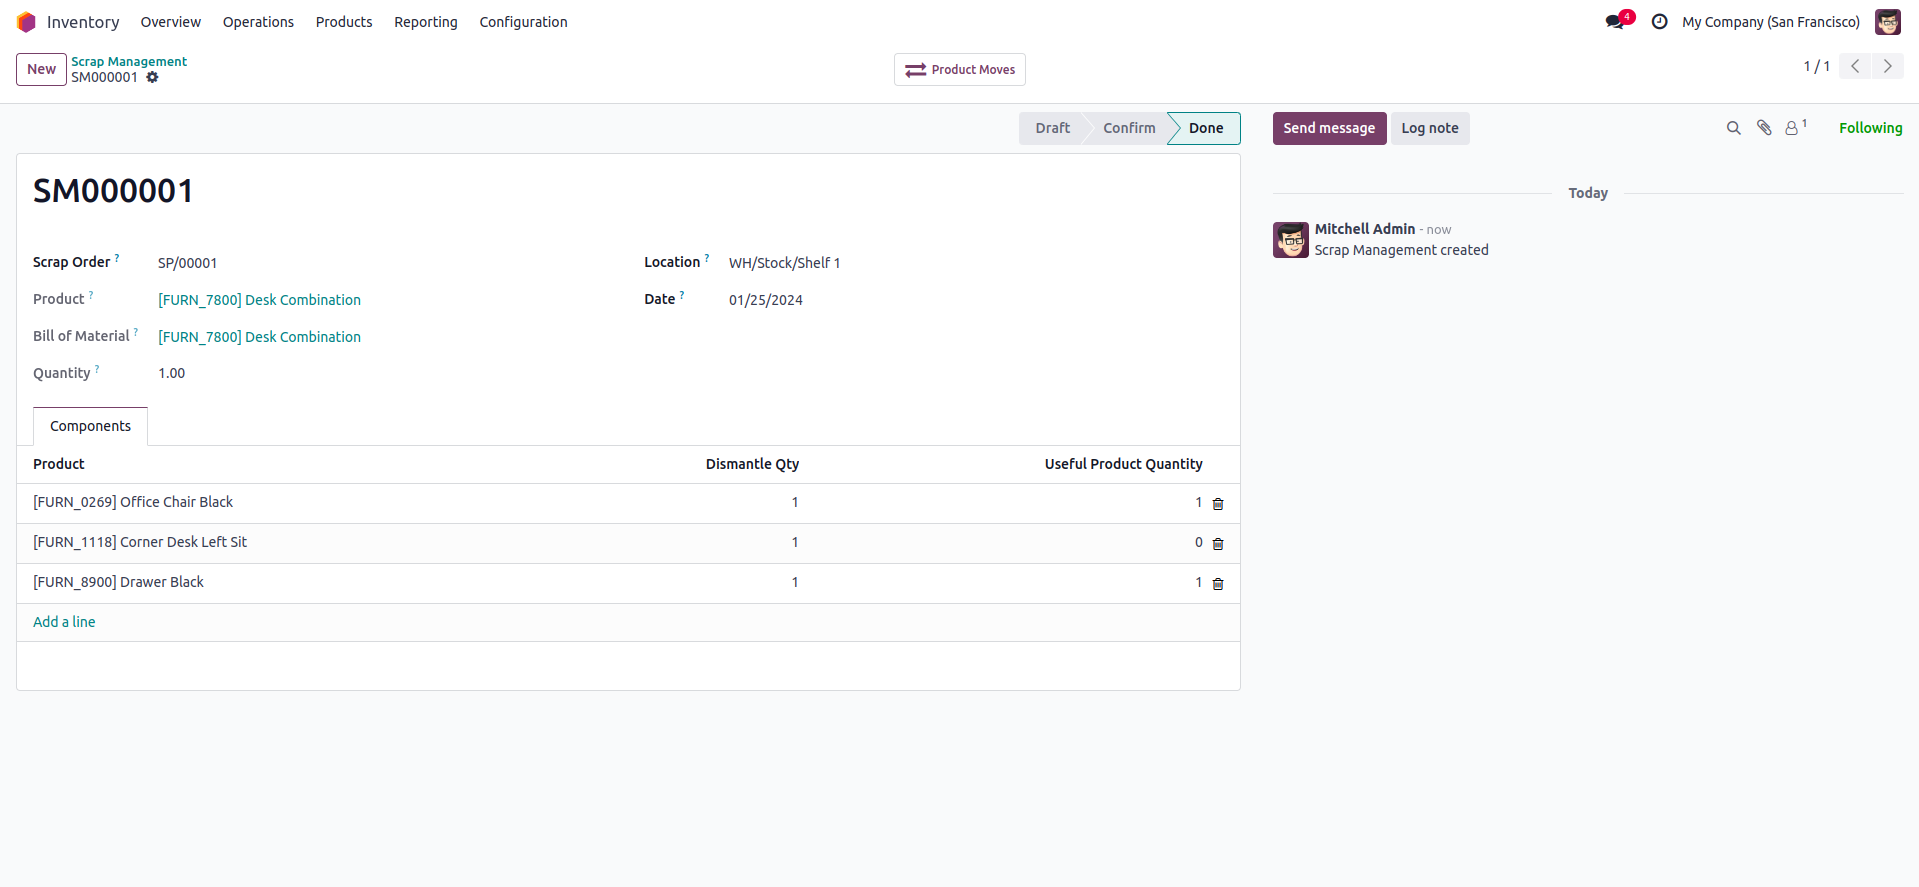 Inventory Overview Operations Products Reporting Configuration 4 My Company (San Francisco)
New Scrap Management
SM000001
Product Moves
1 / 1
Draft Confirm Done Send message Log note 1 Following
SM000001
Today
Mitchell Admin - now
Scrap Management created
Scrap Order ? SP/00001 Location ? WH/Stock/Shelf 1
Product ? [FURN_7800] Desk Combination Date ? 01/25/2024
Bill of Material ? [FURN_7800] Desk Combination
Quantity ? 1.00
Components
Product Dismantle Qty Useful Product Quantity
[FURN_0269] Office Chair Black 1 1
[FURN_1118] Corner Desk Left Sit 1 0
[FURN_8900] Drawer Black 1 1
Add a line